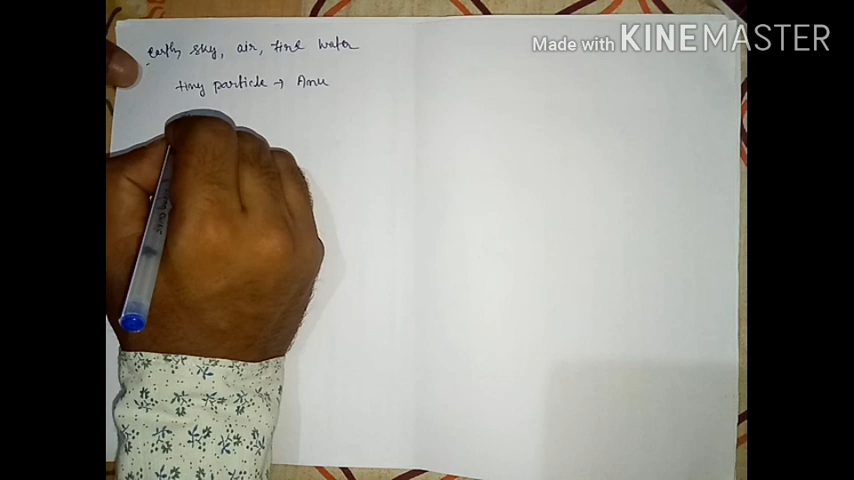 Made with KINEMASTER
earth, sky, air, fire water
tiny particle → Anu